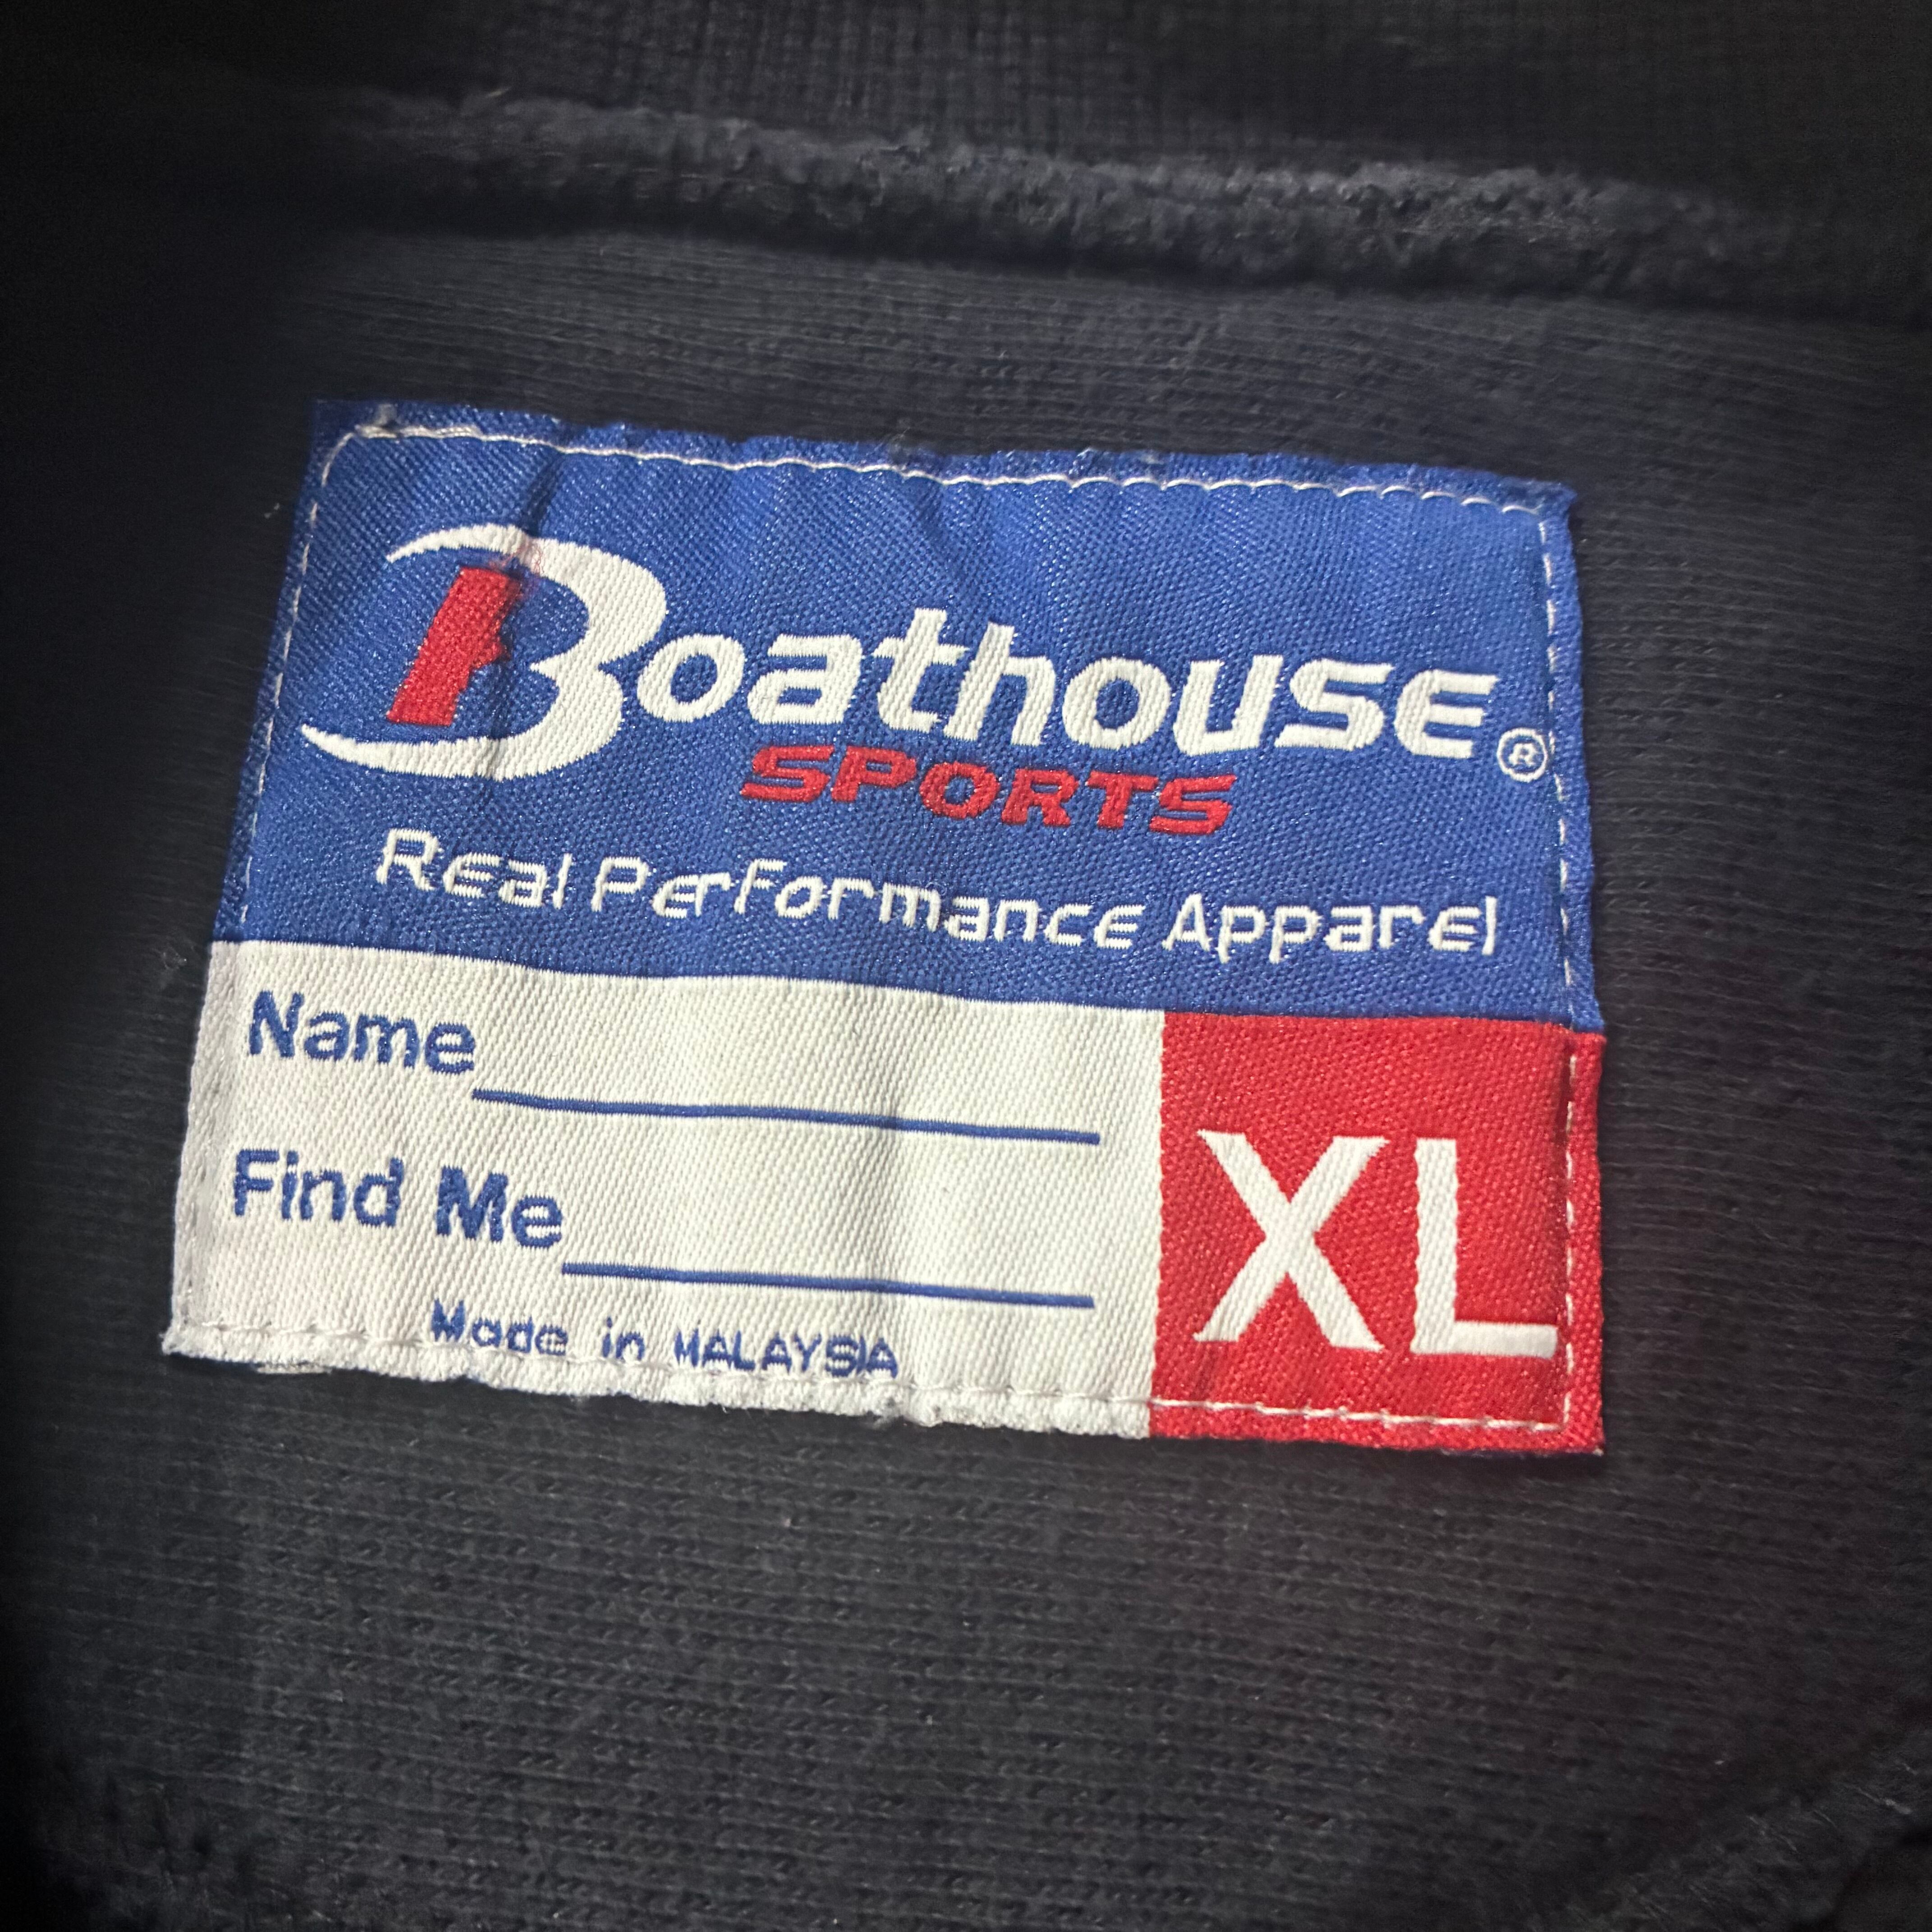 Boathouse®
SPORTS
Real Performance Apparel
Name
Find Me
Made in MALAYSIA
XL